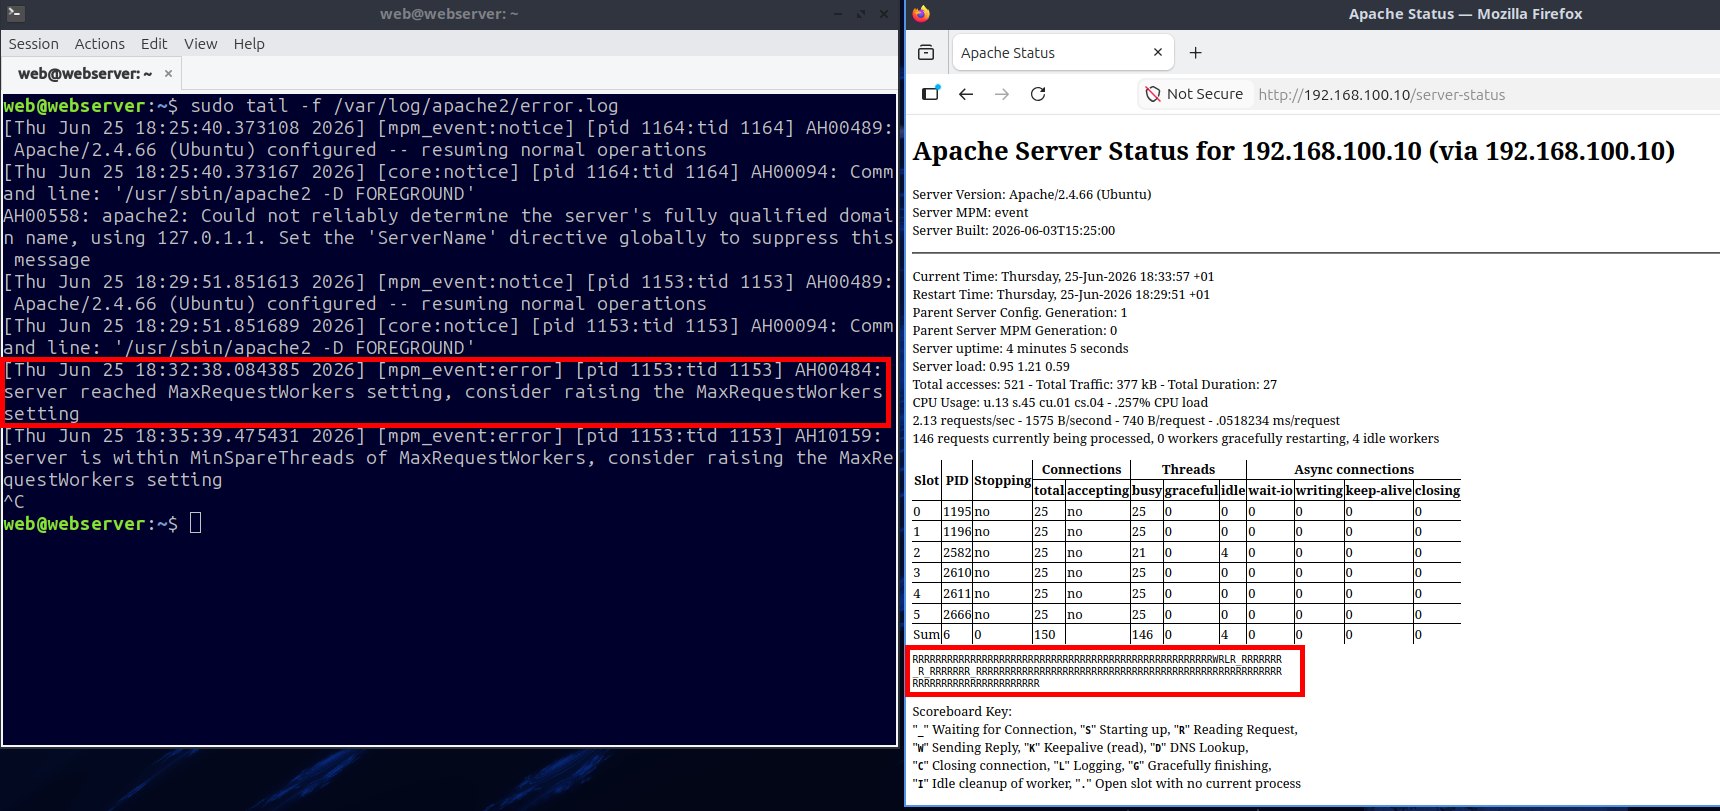 web@webserver: ~
Session Actions Edit View Help
web@webserver: ~ ×
web@webserver:~$ sudo tail -f /var/log/apache2/error.log
[Thu Jun 25 18:25:40.373108 2026] [mpm_event:notice] [pid 1164:tid 1164] AH00489:
 Apache/2.4.66 (Ubuntu) configured -- resuming normal operations
[Thu Jun 25 18:25:40.373167 2026] [core:notice] [pid 1164:tid 1164] AH00094: Comm
and line: '/usr/sbin/apache2 -D FOREGROUND'
AH00558: apache2: Could not reliably determine the server's fully qualified domai
n name, using 127.0.1.1. Set the 'ServerName' directive globally to suppress this
 message
[Thu Jun 25 18:29:51.851613 2026] [mpm_event:notice] [pid 1153:tid 1153] AH00489:
 Apache/2.4.66 (Ubuntu) configured -- resuming normal operations
[Thu Jun 25 18:29:51.851689 2026] [core:notice] [pid 1153:tid 1153] AH00094: Comm
and line: '/usr/sbin/apache2 -D FOREGROUND'
[Thu Jun 25 18:32:38.084385 2026] [mpm_event:error] [pid 1153:tid 1153] AH00484:
server reached MaxRequestWorkers setting, consider raising the MaxRequestWorkers
setting
[Thu Jun 25 18:35:39.475431 2026] [mpm_event:error] [pid 1153:tid 1153] AH10159:
server is within MinSpareThreads of MaxRequestWorkers, consider raising the MaxRe
questWorkers setting
^C
web@webserver:~$
Apache Status — Mozilla Firefox
Apache Status
Not Secure http://192.168.100.10/server-status
Apache Server Status for 192.168.100.10 (via 192.168.100.10)
Server Version: Apache/2.4.66 (Ubuntu)
Server MPM: event
Server Built: 2026-06-03T15:25:00
Current Time: Thursday, 25-Jun-2026 18:33:57 +01
Restart Time: Thursday, 25-Jun-2026 18:29:51 +01
Parent Server Config. Generation: 1
Parent Server MPM Generation: 0
Server uptime: 4 minutes 5 seconds
Server load: 0.95 1.21 0.59
Total accesses: 521 - Total Traffic: 377 kB - Total Duration: 27
CPU Usage: u.13 s.45 cu.01 cs.04 - .257% CPU load
2.13 requests/sec - 1575 B/second - 740 B/request - .0518234 ms/request
146 requests currently being processed, 0 workers gracefully restarting, 4 idle workers
Slot PID Stopping Connections Threads Async connections
total accepting busy graceful idle wait-io writing keep-alive closing
0 1195 no 25 no 25 0 0 0 0 0 0
1 1196 no 25 no 25 0 0 0 0 0 0
2 2582 no 25 no 21 0 4 0 0 0 0
3 2610 no 25 no 25 0 0 0 0 0 0
4 2611 no 25 no 25 0 0 0 0 0 0
5 2666 no 25 no 25 0 0 0 0 0 0
Sum 6 0 150 146 0 4 0 0 0 0
RRRRRRRRRRRRRRRRRRRRRRRRRRRRRRRRRRRRRRRRRRRRRRRRRRRRWRLR_RRRRRRR
_R_RRRRRRR_RRRRRRRRRRRRRRRRRRRRRRRRRRRRRRRRRRRRRRRRRRRRRRRRRRRRR
RRRRRRRRRRRRRRRRRRRRRR
Scoreboard Key:
"_" Waiting for Connection, "S" Starting up, "R" Reading Request,
"W" Sending Reply, "K" Keepalive (read), "D" DNS Lookup,
"C" Closing connection, "L" Logging, "G" Gracefully finishing,
"I" Idle cleanup of worker, "." Open slot with no current process